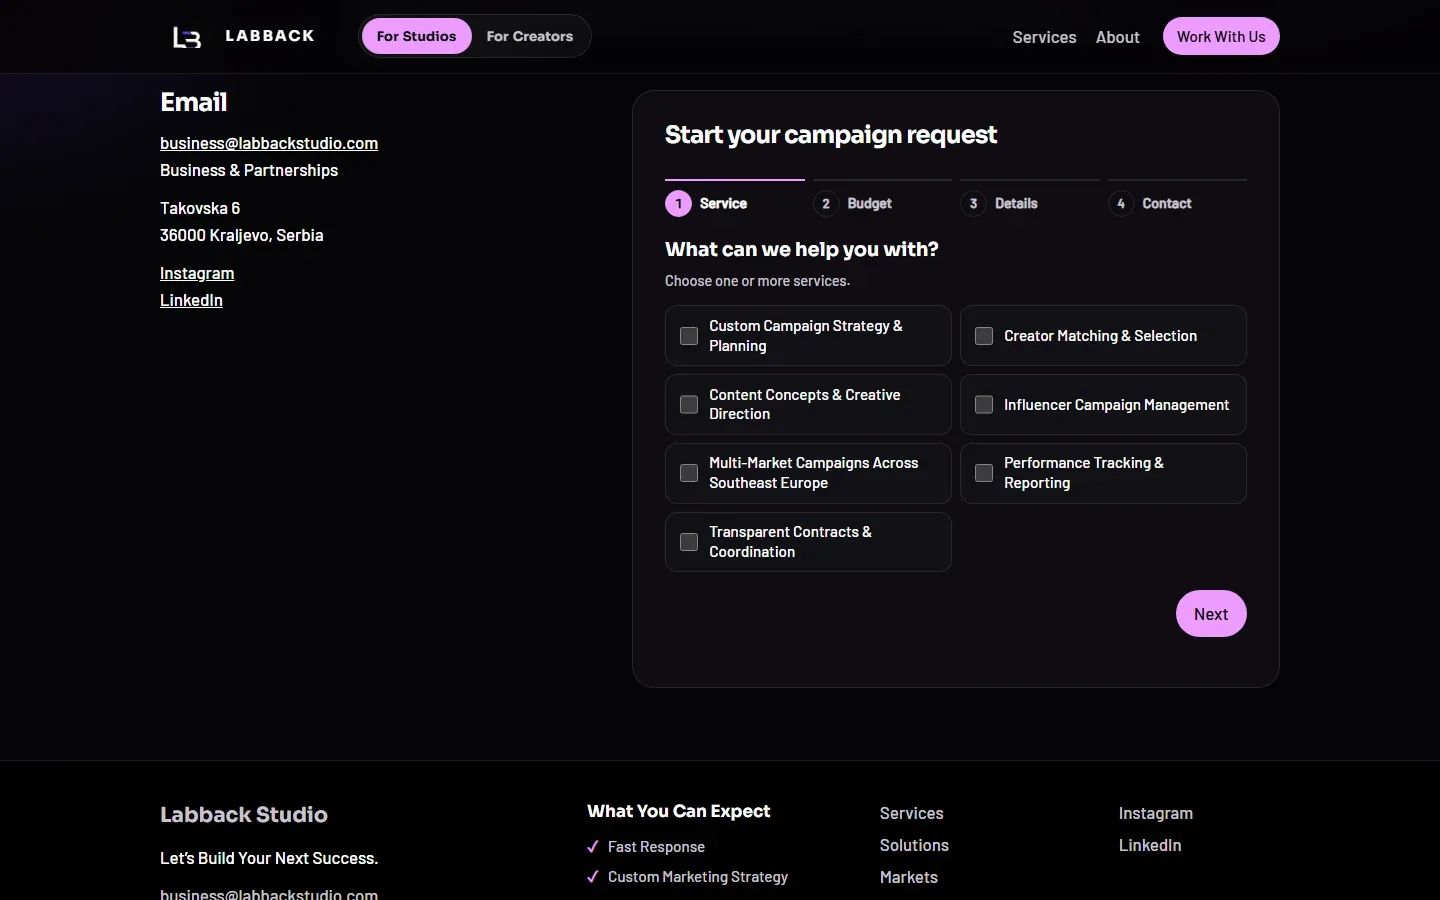 LB LABBACK
For Studios
For Creators
Services
About
Work With Us
Email
business@labbackstudio.com
Business & Partnerships
Takovska 6
36000 Kraljevo, Serbia
Instagram
LinkedIn
Start your campaign request
1 Service
2 Budget
3 Details
4 Contact
What can we help you with?
Choose one or more services.
Custom Campaign Strategy &
Planning
Creator Matching & Selection
Content Concepts & Creative
Direction
Influencer Campaign Management
Multi-Market Campaigns Across
Southeast Europe
Performance Tracking &
Reporting
Transparent Contracts &
Coordination
Next
Labback Studio
Let’s Build Your Next Success.
business@labbackstudio.com
What You Can Expect
Fast Response
Custom Marketing Strategy
Services
Solutions
Markets
Instagram
LinkedIn